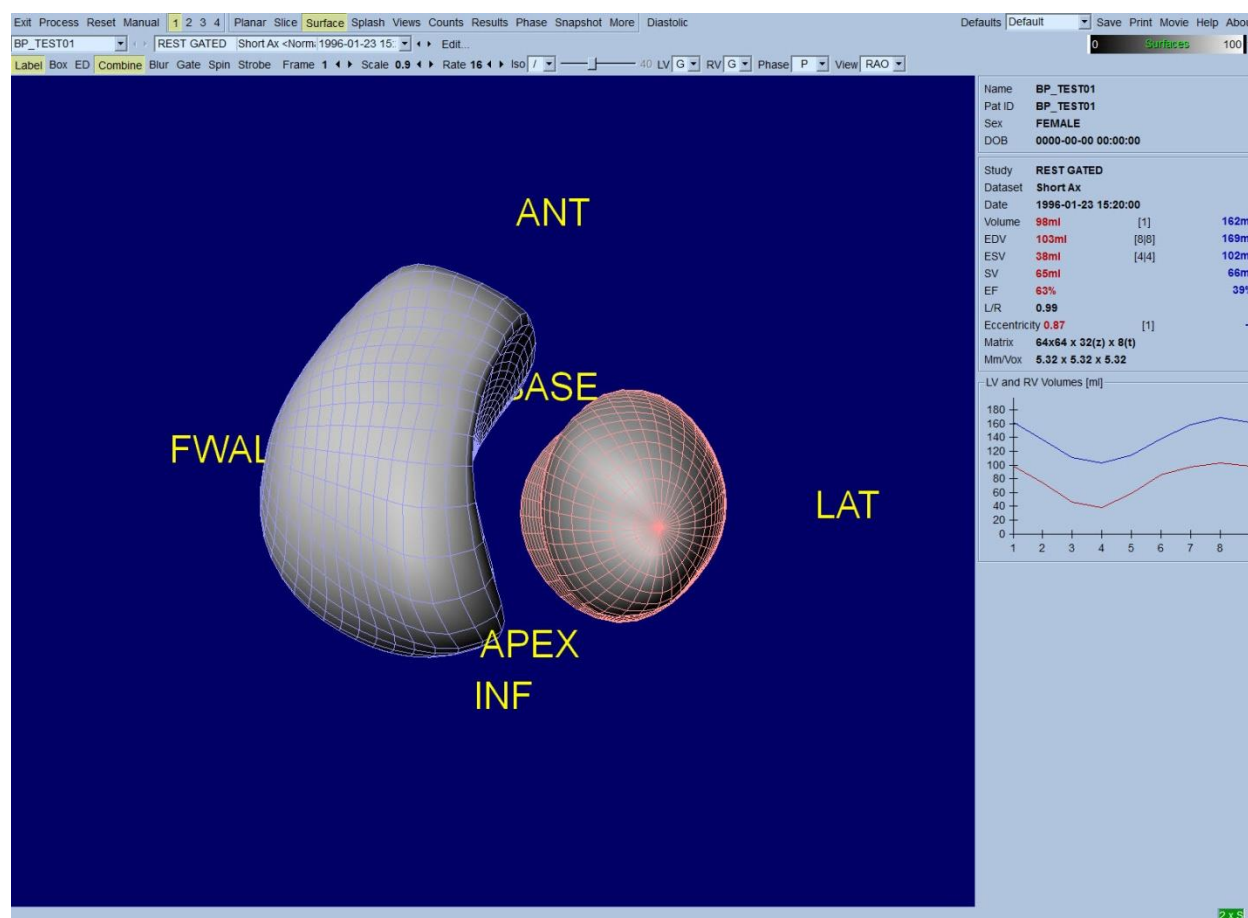 Exit Process Reset Manual 1 2 3 4 Planar Slice Surface Splash Views Counts Results Phase Snapshot More Diastolic Defaults Default Save Print Movie Help Abou
BP_TEST01 REST GATED Short Ax <Norm: 1996-01-23 15: Edit... 0 Surfaces 100
Label Box ED Combine Blur Gate Spin Strobe Frame 1 Scale 0.9 Rate 16 Iso / 40 LV G RV G Phase P View RAO
ANT
BASE
FWAL
LAT
APEX
INF
Name BP_TEST01
Pat ID BP_TEST01
Sex FEMALE
DOB 0000-00-00 00:00:00
Study REST GATED
Dataset Short Ax
Date 1996-01-23 15:20:00
Volume 98ml [1] 162m
EDV 103ml [8|8] 169m
ESV 38ml [4|4] 102m
SV 65ml 66m
EF 63% 39%
L/R 0.99
Eccentricity 0.87 [1] -
Matrix 64x64 x 32(z) x 8(t)
Mm/Vox 5.32 x 5.32 x 5.32
LV and RV Volumes [ml]
180
160
140
120
100
80
60
40
20
0
1 2 3 4 5 6 7 8
2 x S